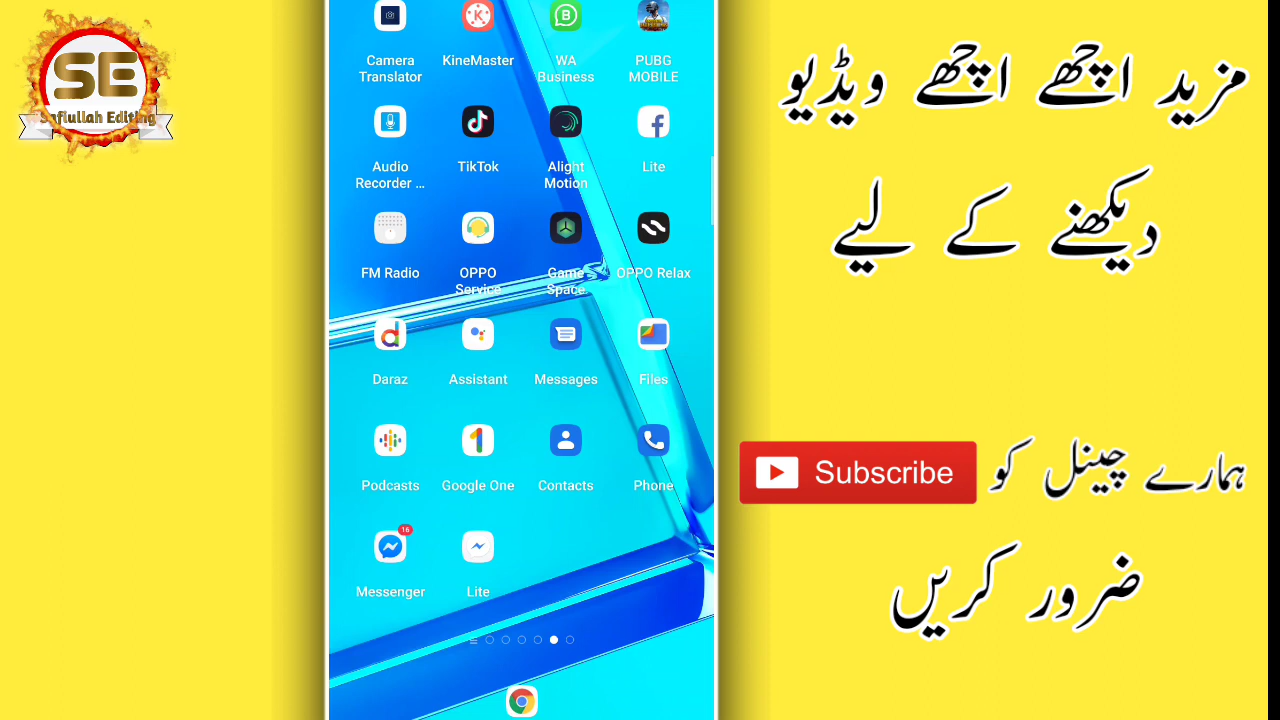 SE
Safiullah Editing
Camera Translator
KineMaster
WA Business
PUBG MOBILE
Audio Recorder ...
TikTok
Alight Motion
Lite
FM Radio
OPPO Service
Game Space
OPPO Relax
Daraz
Assistant
Messages
Files
Podcasts
Google One
Contacts
Phone
16
Messenger
Lite
مزید اچھے اچھے ویڈیو
دیکھنے کے لیے
ہمارے چینل کو Subscribe
ضرور کریں